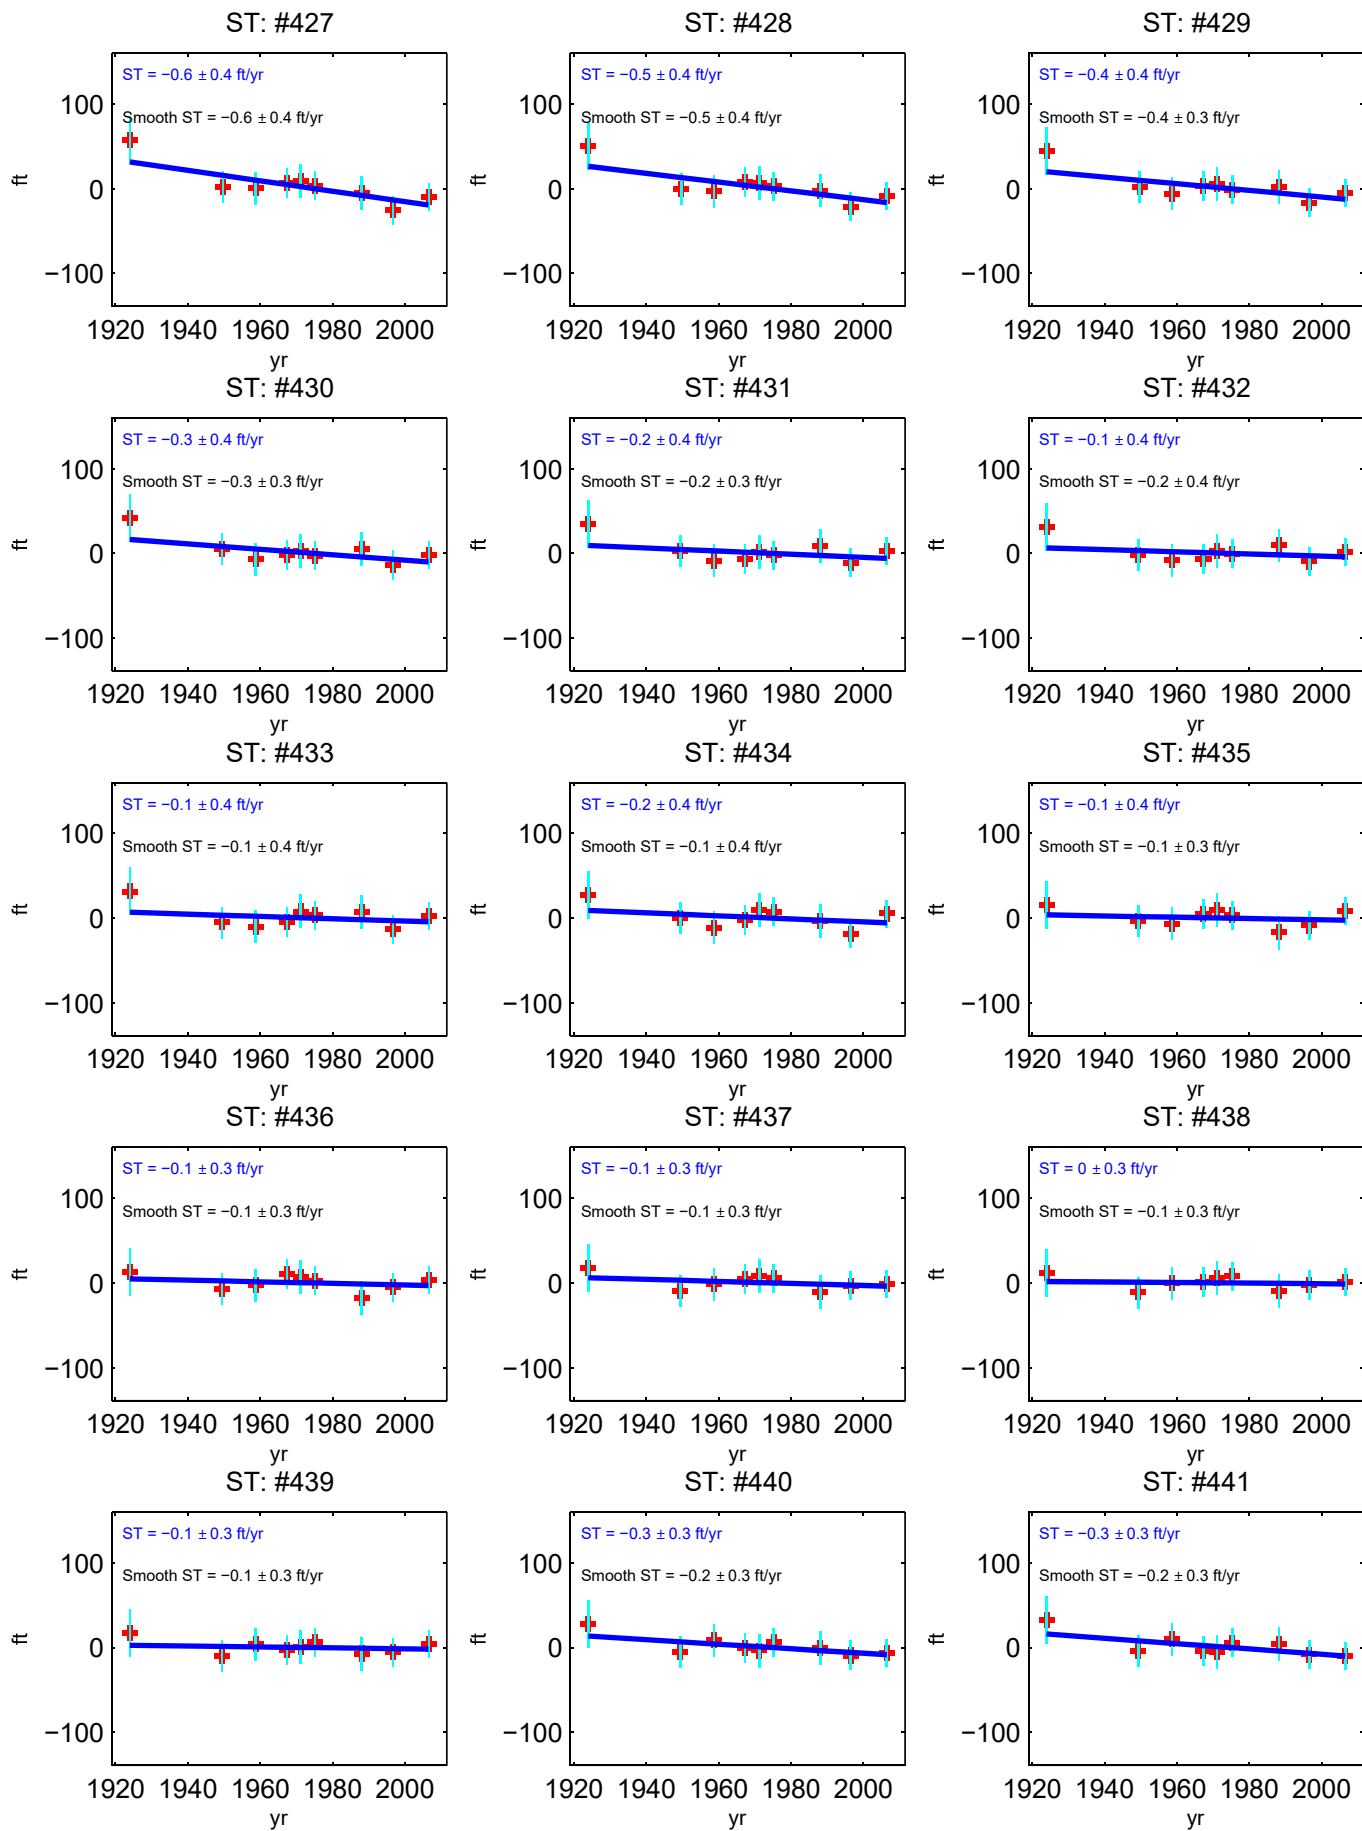 ST: #427
ST = −0.6 ± 0.4 ft/yr
Smooth ST = −0.6 ± 0.4 ft/yr
100
0
−100
ft
1920 1940 1960 1980 2000
yr
ST: #428
ST = −0.5 ± 0.4 ft/yr
Smooth ST = −0.5 ± 0.4 ft/yr
100
0
−100
ft
1920 1940 1960 1980 2000
yr
ST: #429
ST = −0.4 ± 0.4 ft/yr
Smooth ST = −0.4 ± 0.3 ft/yr
100
0
−100
ft
1920 1940 1960 1980 2000
yr
ST: #430
ST = −0.3 ± 0.4 ft/yr
Smooth ST = −0.3 ± 0.3 ft/yr
100
0
−100
ft
1920 1940 1960 1980 2000
yr
ST: #431
ST = −0.2 ± 0.4 ft/yr
Smooth ST = −0.2 ± 0.3 ft/yr
100
0
−100
ft
1920 1940 1960 1980 2000
yr
ST: #432
ST = −0.1 ± 0.4 ft/yr
Smooth ST = −0.2 ± 0.4 ft/yr
100
0
−100
ft
1920 1940 1960 1980 2000
yr
ST: #433
ST = −0.1 ± 0.4 ft/yr
Smooth ST = −0.1 ± 0.4 ft/yr
100
0
−100
ft
1920 1940 1960 1980 2000
yr
ST: #434
ST = −0.2 ± 0.4 ft/yr
Smooth ST = −0.1 ± 0.4 ft/yr
100
0
−100
ft
1920 1940 1960 1980 2000
yr
ST: #435
ST = −0.1 ± 0.4 ft/yr
Smooth ST = −0.1 ± 0.3 ft/yr
100
0
−100
ft
1920 1940 1960 1980 2000
yr
ST: #436
ST = −0.1 ± 0.3 ft/yr
Smooth ST = −0.1 ± 0.3 ft/yr
100
0
−100
ft
1920 1940 1960 1980 2000
yr
ST: #437
ST = −0.1 ± 0.3 ft/yr
Smooth ST = −0.1 ± 0.3 ft/yr
100
0
−100
ft
1920 1940 1960 1980 2000
yr
ST: #438
ST = 0 ± 0.3 ft/yr
Smooth ST = −0.1 ± 0.3 ft/yr
100
0
−100
ft
1920 1940 1960 1980 2000
yr
ST: #439
ST = −0.1 ± 0.3 ft/yr
Smooth ST = −0.1 ± 0.3 ft/yr
100
0
−100
ft
1920 1940 1960 1980 2000
yr
ST: #440
ST = −0.3 ± 0.3 ft/yr
Smooth ST = −0.2 ± 0.3 ft/yr
100
0
−100
ft
1920 1940 1960 1980 2000
yr
ST: #441
ST = −0.3 ± 0.3 ft/yr
Smooth ST = −0.2 ± 0.3 ft/yr
100
0
−100
ft
1920 1940 1960 1980 2000
yr